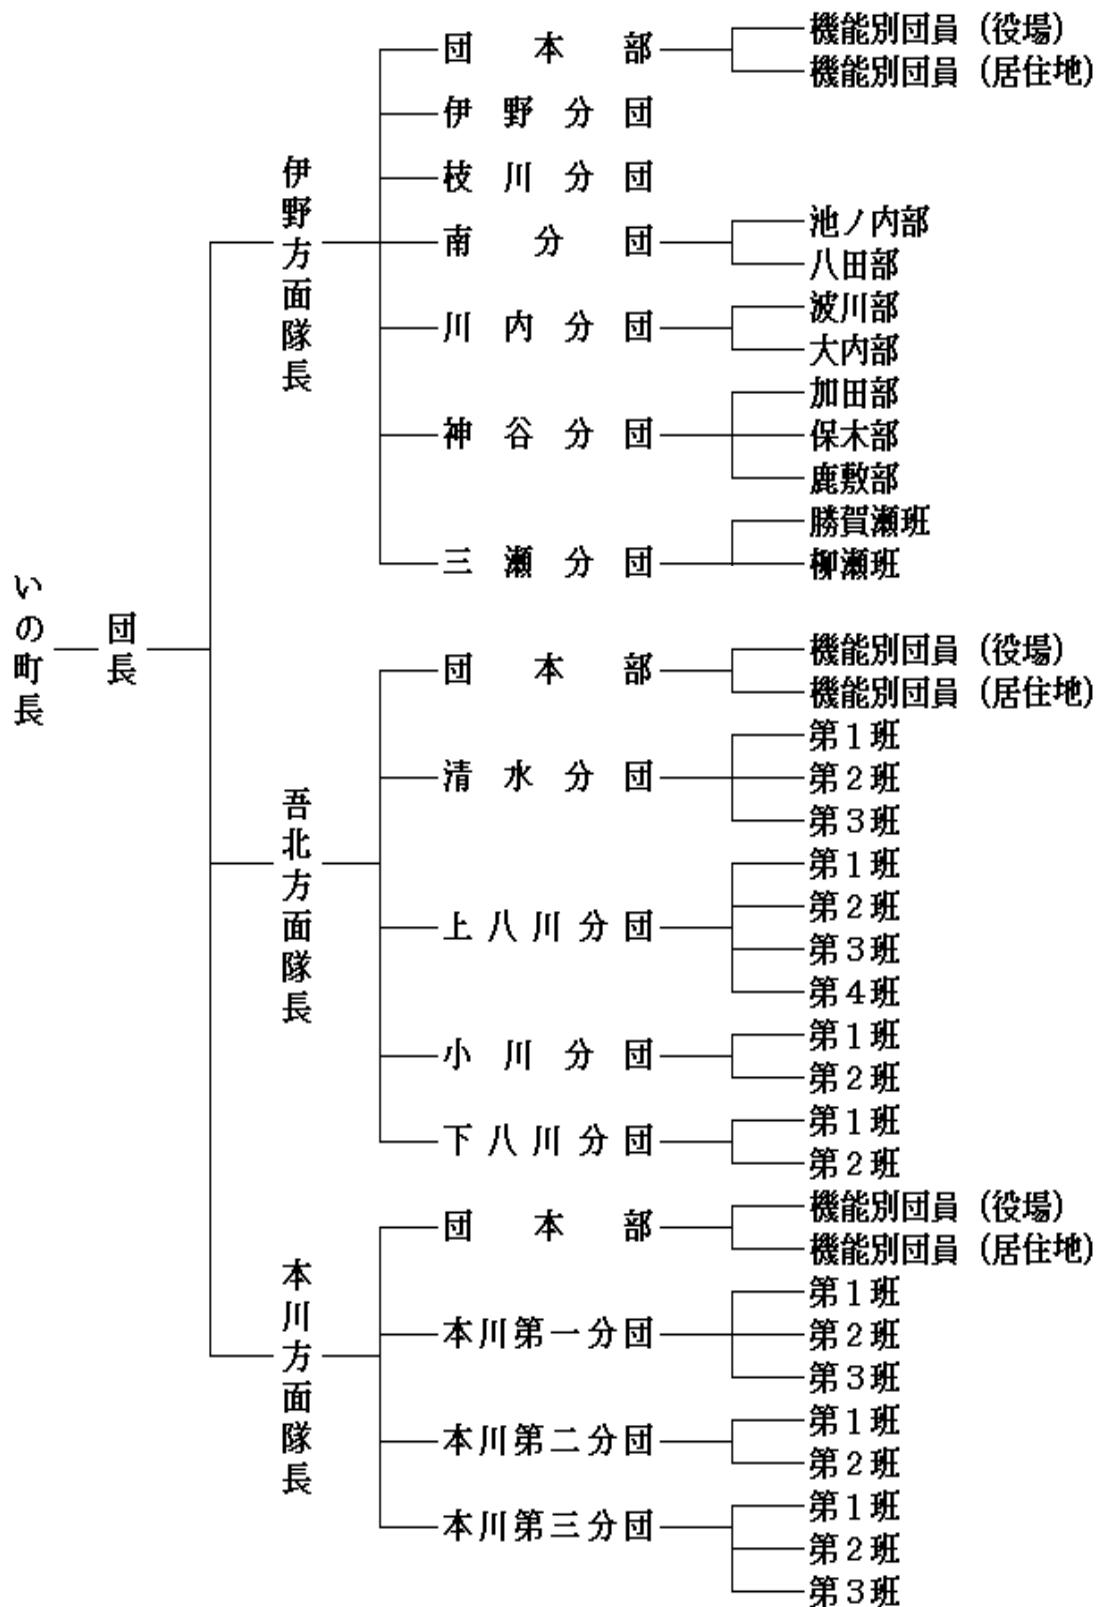 いの町長
団長
伊野方面隊長
団本部
機能別団員（役場）
機能別団員（居住地）
伊野分団
枝川分団
南分団
池ノ内部
八田部
川内分団
波川部
大内部
神谷分団
加田部
保木部
鹿敷部
三瀬分団
勝賀瀬班
柳瀬班
吾北方面隊長
団本部
機能別団員（役場）
機能別団員（居住地）
清水分団
第１班
第２班
第３班
上八川分団
第１班
第２班
第３班
第４班
小川分団
第１班
第２班
下八川分団
第１班
第２班
本川方面隊長
団本部
機能別団員（役場）
機能別団員（居住地）
本川第一分団
第１班
第２班
第３班
本川第二分団
第１班
第２班
本川第三分団
第１班
第２班
第３班